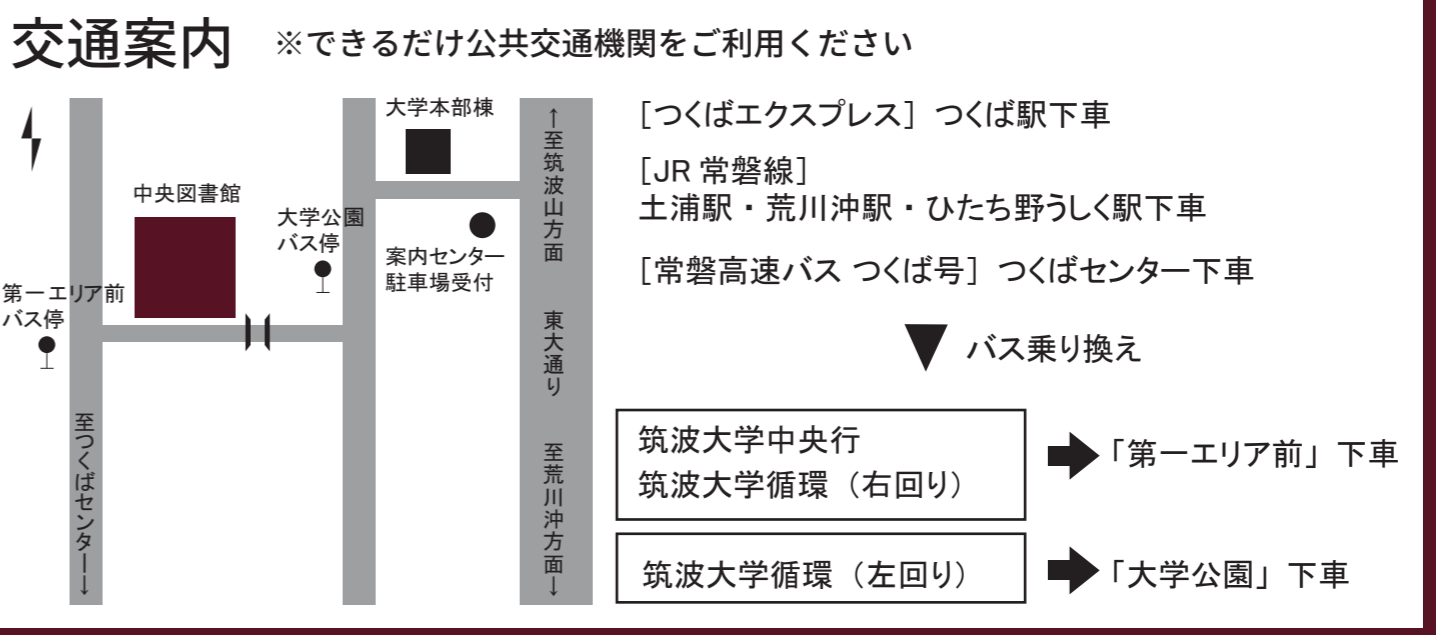 交通案内
※できるだけ公共交通機関をご利用ください
大学本部棟
中央図書館
大学公園
バス停
案内センター
駐車場受付
第一エリア前
バス停
至つくばセンター→
←至筑波山方面
東大通り
至荒川沖方面→
［つくばエクスプレス］ つくば駅下車
［JR 常磐線］
土浦駅・荒川沖駅・ひたち野うしく駅下車
［常磐高速バス つくば号］ つくばセンター下車
▼ バス乗り換え
筑波大学中央行
筑波大学循環（右回り）
「第一エリア前」下車
筑波大学循環（左回り）
「大学公園」下車